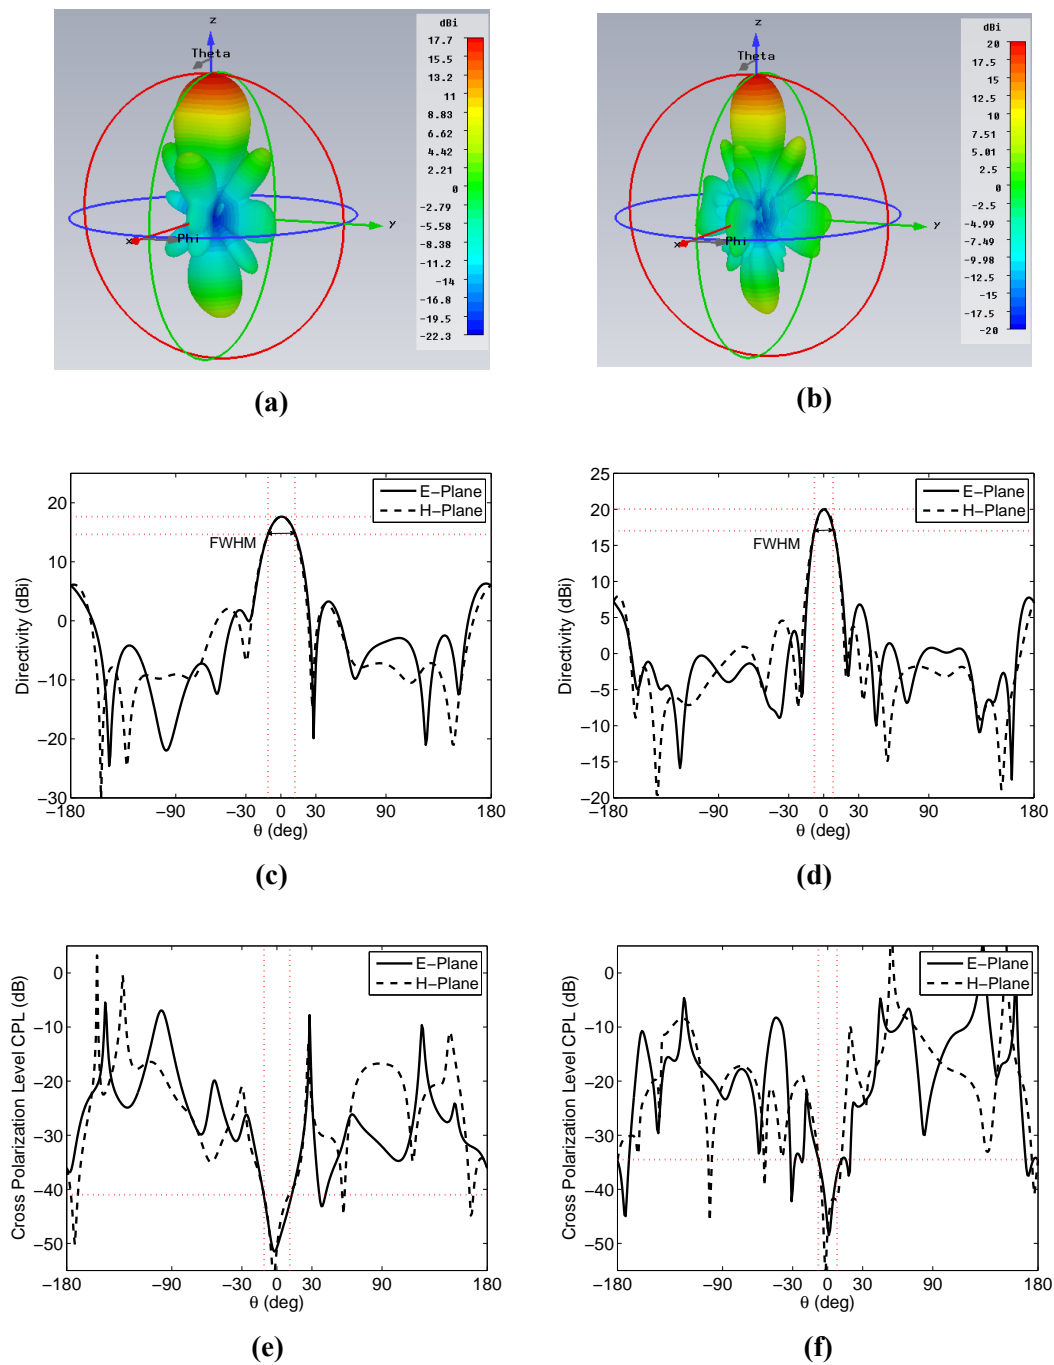 z
Theta
x
Phi
y
dBi
17.7
15.5
13.2
11
8.83
6.62
4.42
2.21
0
-2.79
-5.58
-8.38
-11.2
-14
-16.8
-19.5
-22.3
(a)
z
Theta
x
Phi
y
dBi
20
17.5
15
12.5
10
7.51
5.01
2.5
0
-2.5
-4.99
-7.49
-9.98
-12.5
-15
-17.5
-20
(b)
20
10
0
−10
−20
−30
Directivity (dBi)
E−Plane
H−Plane
FWHM
−180 −90 0 30 90 180
θ (deg)
(c)
25
20
15
10
5
0
−5
−10
−15
−20
Directivity (dBi)
E−Plane
H−Plane
FWHM
−180 −90 −30 0 30 90 180
θ (deg)
(d)
0
−10
−20
−30
−40
−50
Cross Polarization Level CPL (dB)
E−Plane
H−Plane
−180 −90 −30 0 30 90 180
θ (deg)
(e)
0
−10
−20
−30
−40
−50
Cross Polarization Level CPL (dB)
E−Plane
H−Plane
−180 −90 −30 0 30 90 180
θ (deg)
(f)